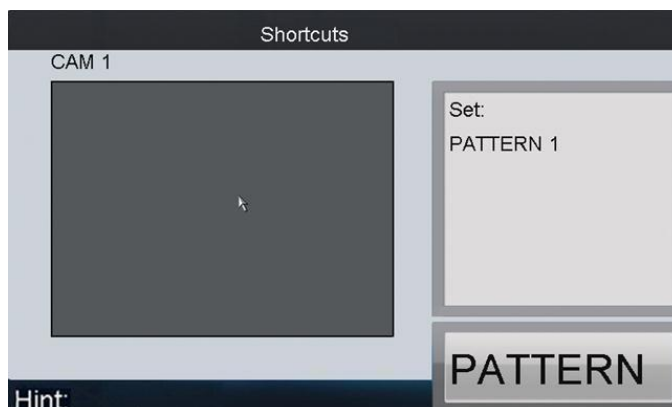 Shortcuts
CAM 1
Set:
PATTERN 1
PATTERN
Hint: